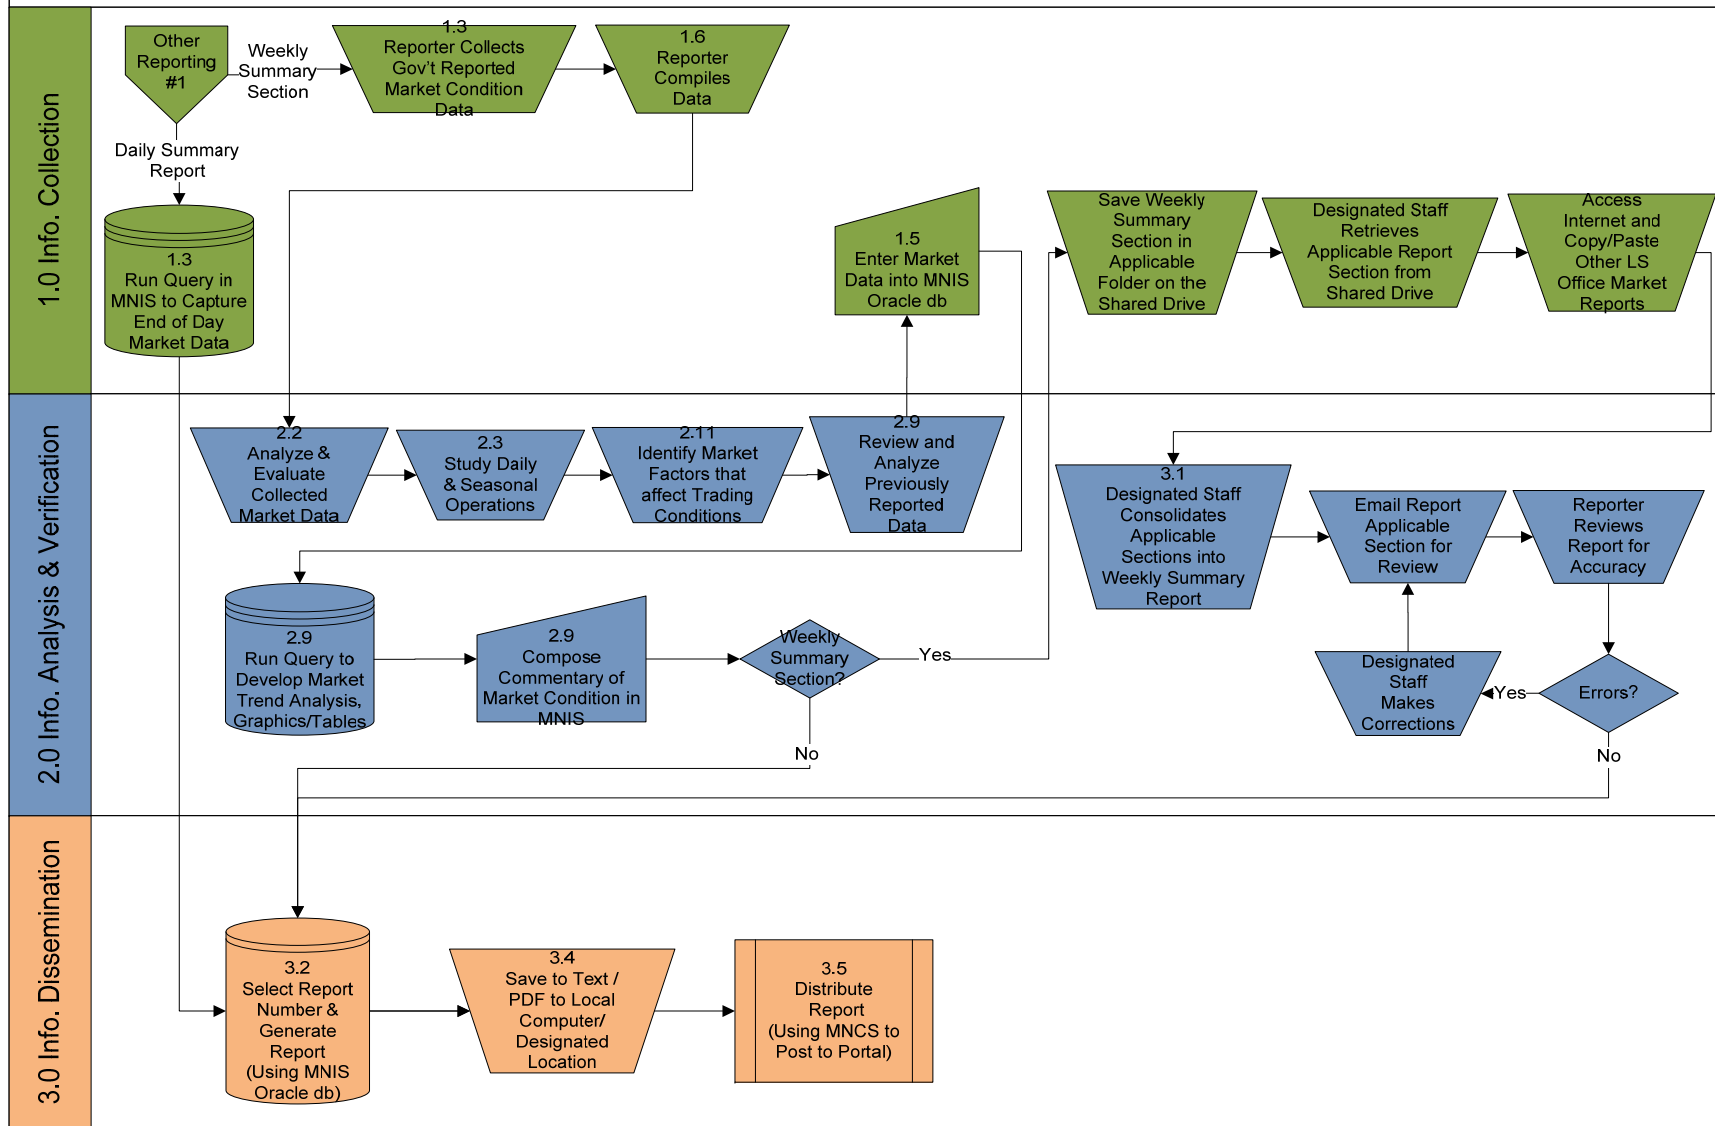 1.0 Info. Collection
Other
Reporting
#1
Weekly
Summary
Section
1.3
Reporter Collects
Gov't Reported
Market Condition
Data
1.6
Reporter
Compiles
Data
Daily Summary
Report
1.3
Run Query in
MNIS to Capture
End of Day
Market Data
1.5
Enter Market
Data into MNIS
Oracle db
Save Weekly
Summary
Section in
Applicable
Folder on the
Shared Drive
Designated Staff
Retrieves
Applicable Report
Section from
Shared Drive
Access
Internet and
Copy/Paste
Other LS
Office Market
Reports
2.0 Info. Analysis & Verification
2.2
Analyze &
Evaluate
Collected
Market Data
2.3
Study Daily
& Seasonal
Operations
2.11
Identify Market
Factors that
affect Trading
Conditions
2.9
Review and
Analyze
Previously
Reported
Data
3.1
Designated Staff
Consolidates
Applicable
Sections into
Weekly Summary
Report
Email Report
Applicable
Section for
Review
Reporter
Reviews
Report for
Accuracy
2.9
Run Query to
Develop Market
Trend Analysis,
Graphics/Tables
2.9
Compose
Commentary of
Market Condition in
MNIS
Weekly
Summary
Section?
Yes
No
Designated
Staff
Makes
Corrections
Yes
Errors?
No
3.0 Info. Dissemination
3.2
Select Report
Number &
Generate
Report
(Using MNIS
Oracle db)
3.4
Save to Text /
PDF to Local
Computer/
Designated
Location
3.5
Distribute
Report
(Using MNCS to
Post to Portal)